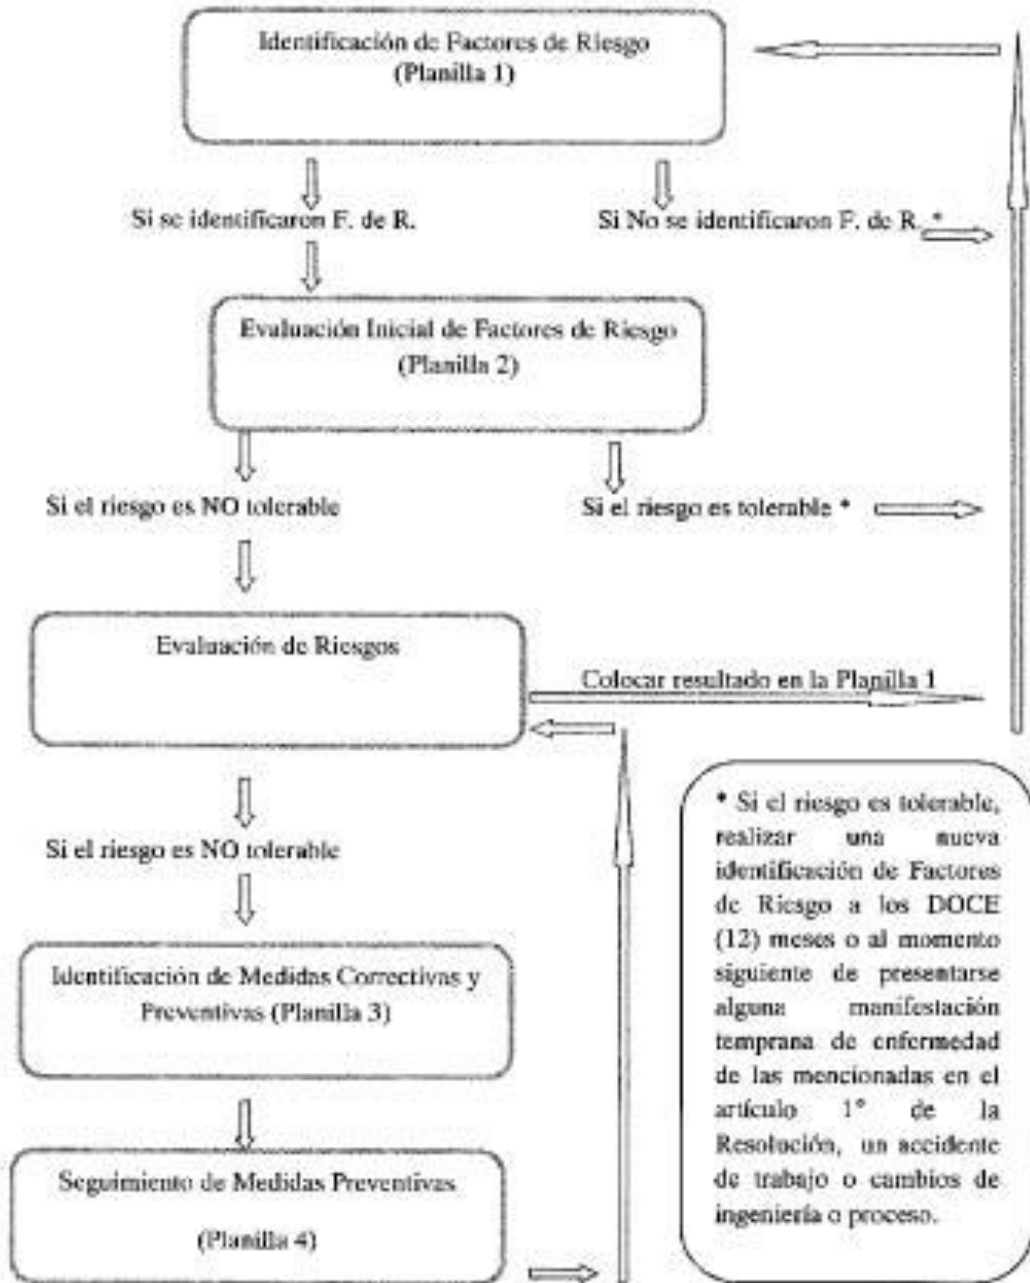 Identificación de Factores de Riesgo
(Planilla 1)
Si se identificaron F. de R.
Si No se identificaron F. de R. *
Evaluación Inicial de Factores de Riesgo
(Planilla 2)
Si el riesgo es NO tolerable
Si el riesgo es tolerable *
Evaluación de Riesgos
Colocar resultado en la Planilla 1
Si el riesgo es NO tolerable
Identificación de Medidas Correctivas y
Preventivas (Planilla 3)
Seguimiento de Medidas Preventivas
(Planilla 4)
* Si el riesgo es tolerable,
realizar una nueva
identificación de Factores
de Riesgo a los DOCE
(12) meses o al momento
siguiente de presentarse
alguna manifestación
temprana de enfermedad
de las mencionadas en el
artículo 1° de la
Resolución, un accidente
de trabajo o cambios de
ingeniería o proceso.